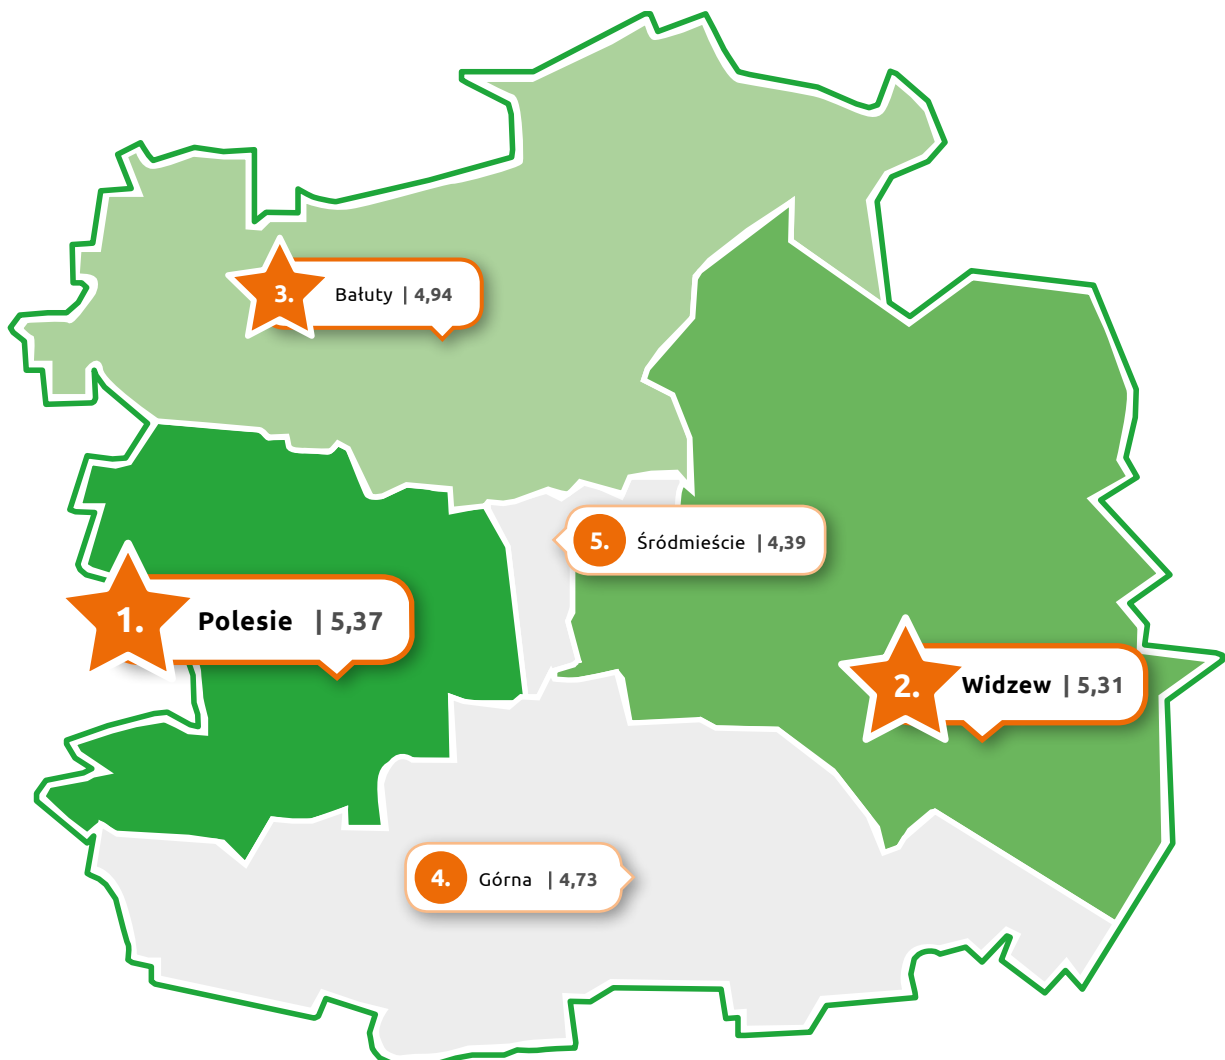 3. Bałuty | 4,94
5. Śródmieście | 4,39
1. Polesie | 5,37
2. Widzew | 5,31
4. Górna | 4,73